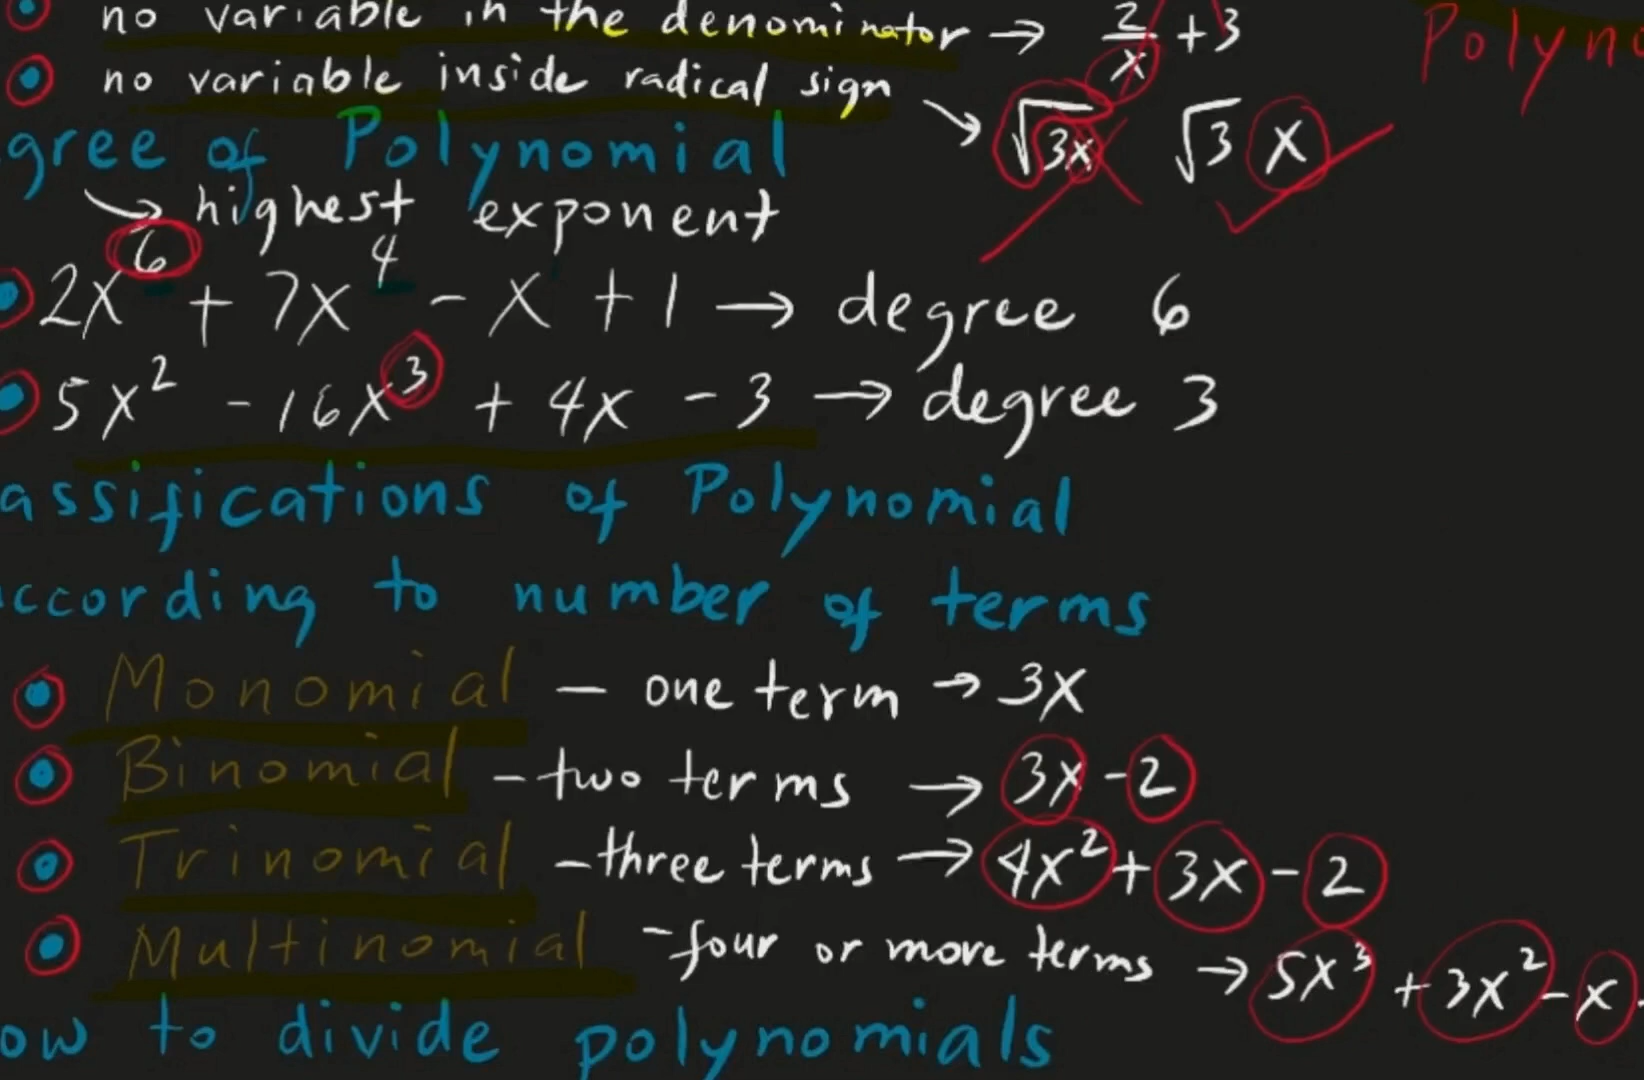 no variable in the denominator → 2/x + 3
Polyno
no variable inside radical sign → √3x √3 x
gree of Polynomial
→ highest exponent
2x⁶ + 7x⁴ - x + 1 → degree 6
5x² - 16x³ + 4x - 3 → degree 3
assifications of Polynomial
ccording to number of terms
Monomial - one term → 3x
Binomial - two terms → 3x - 2
Trinomial - three terms → 4x² + 3x - 2
Multinomial - four or more terms → 5x³ + 3x² - x
ow to divide polynomials